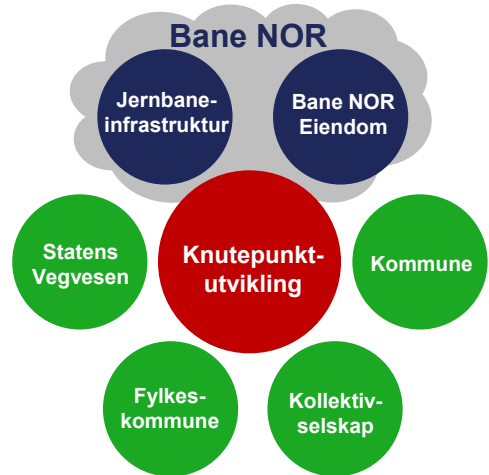 Bane NOR
Jernbane-
infrastruktur
Bane NOR
Eiendom
Statens
Vegvesen
Knutepunkt-
utvikling
Kommune
Fylkes-
kommune
Kollektiv-
selskap